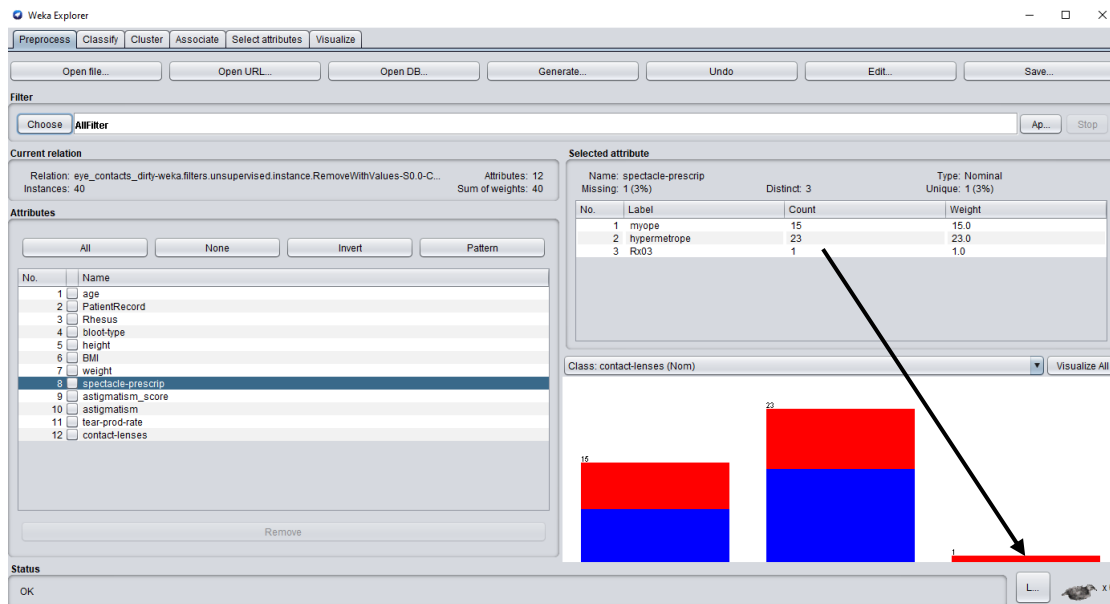 Weka Explorer
Preprocess Classify Cluster Associate Select attributes Visualize
Open file... Open URL... Open DB... Generate... Undo Edit... Save...
Filter
Choose AllFilter Ap... Stop
Current relation
Relation: eye_contacts_dirty-weka.filters.unsupervised.instance.RemoveWithValues-S0.0-C... Attributes: 12
Instances: 40 Sum of weights: 40
Attributes
All None Invert Pattern
No. Name
1 age
2 PatientRecord
3 Rhesus
4 bloot-type
5 height
6 BMI
7 weight
8 spectacle-prescrip
9 astigmatism_score
10 astigmatism
11 tear-prod-rate
12 contact-lenses
Remove
Selected attribute
Name: spectacle-prescrip Type: Nominal
Missing: 1 (3%) Distinct: 3 Unique: 1 (3%)
No. Label Count Weight
1 myope 15 15.0
2 hypermetrope 23 23.0
3 Rx03 1 1.0
Class: contact-lenses (Nom) Visualize All
15
23
1
Status
OK
L...
x